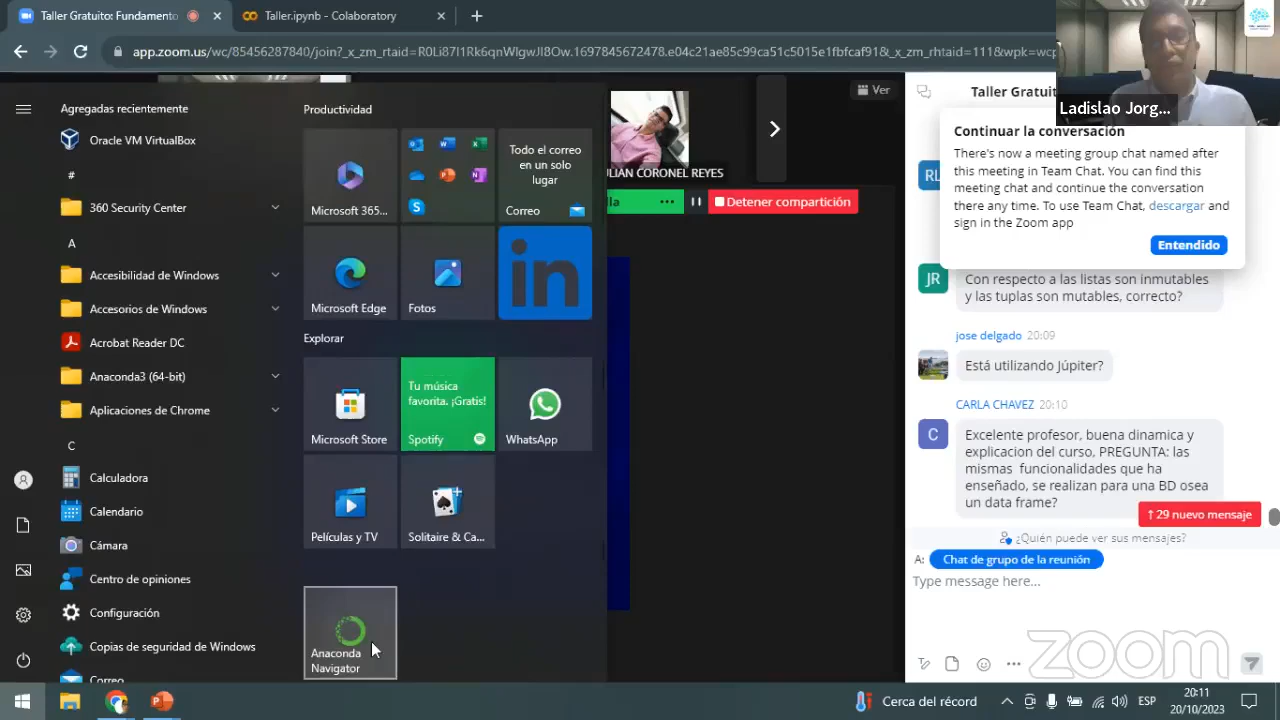 Taller Gratuito: Fundamento
Taller.ipynb - Colaboratory
app.zoom.us/wc/85456287840/join?_x_zm_rtaid=R0Li87l1Rk6qnWlgwJl8Ow.1697845672478.e04c21ae85c99ca51c5015e1fbfcaf91&_x_zm_rhtaid=111&wpk=wcp
Ladislao Jorg...
Agregadas recientemente
Oracle VM VirtualBox
#
360 Security Center
A
Accesibilidad de Windows
Accesorios de Windows
Acrobat Reader DC
Anaconda3 (64-bit)
Aplicaciones de Chrome
C
Calculadora
Calendario
Cámara
Centro de opiniones
Configuración
Copias de seguridad de Windows
Correo
Productividad
Microsoft 365...
Todo el correo
en un solo
lugar
Correo
Microsoft Edge
Fotos
in
Explorar
Microsoft Store
Tu música
favorita. ¡Gratis!
Spotify
WhatsApp
Películas y TV
Solitaire & Ca...
Anaconda
Navigator
Ver
ULIAN CORONEL REYES
lla
Detener compartición
Taller Gratuit
Continuar la conversación
There's now a meeting group chat named after
this meeting in Team Chat. You can find this
meeting chat and continue the conversation
there any time. To use Team Chat, descargar and
sign in the Zoom app
Entendido
RL
JR
Con respecto a las listas son inmutables
y las tuplas son mutables, correcto?
jose delgado 20:09
Está utilizando Júpiter?
CARLA CHAVEZ 20:10
C
Excelente profesor, buena dinamica y
explicacion del curso, PREGUNTA: las
mismas funcionalidades que ha
enseñado, se realizan para una BD osea
un data frame?
29 nuevo mensaje
¿Quién puede ver sus mensajes?
A: Chat de grupo de la reunión
Type message here...
zoom
Cerca del récord
ESP
20:11
20/10/2023